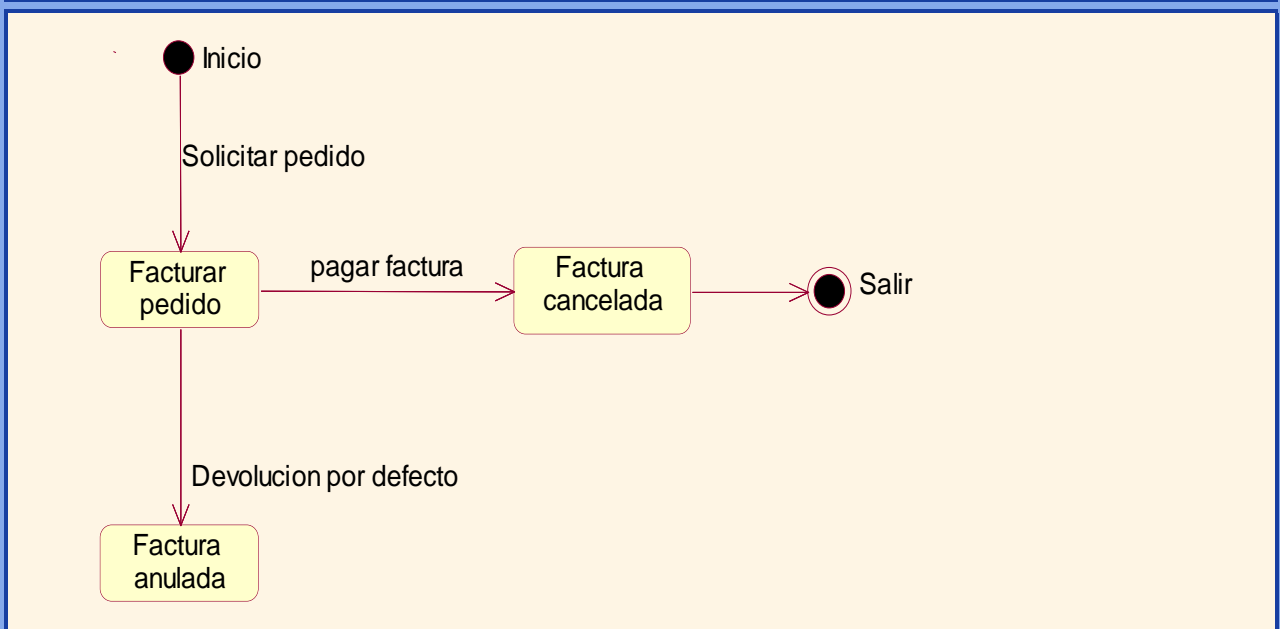 Inicio
Solicitar pedido
Facturar
pedido
pagar factura
Factura
cancelada
Salir
Devolucion por defecto
Factura
anulada